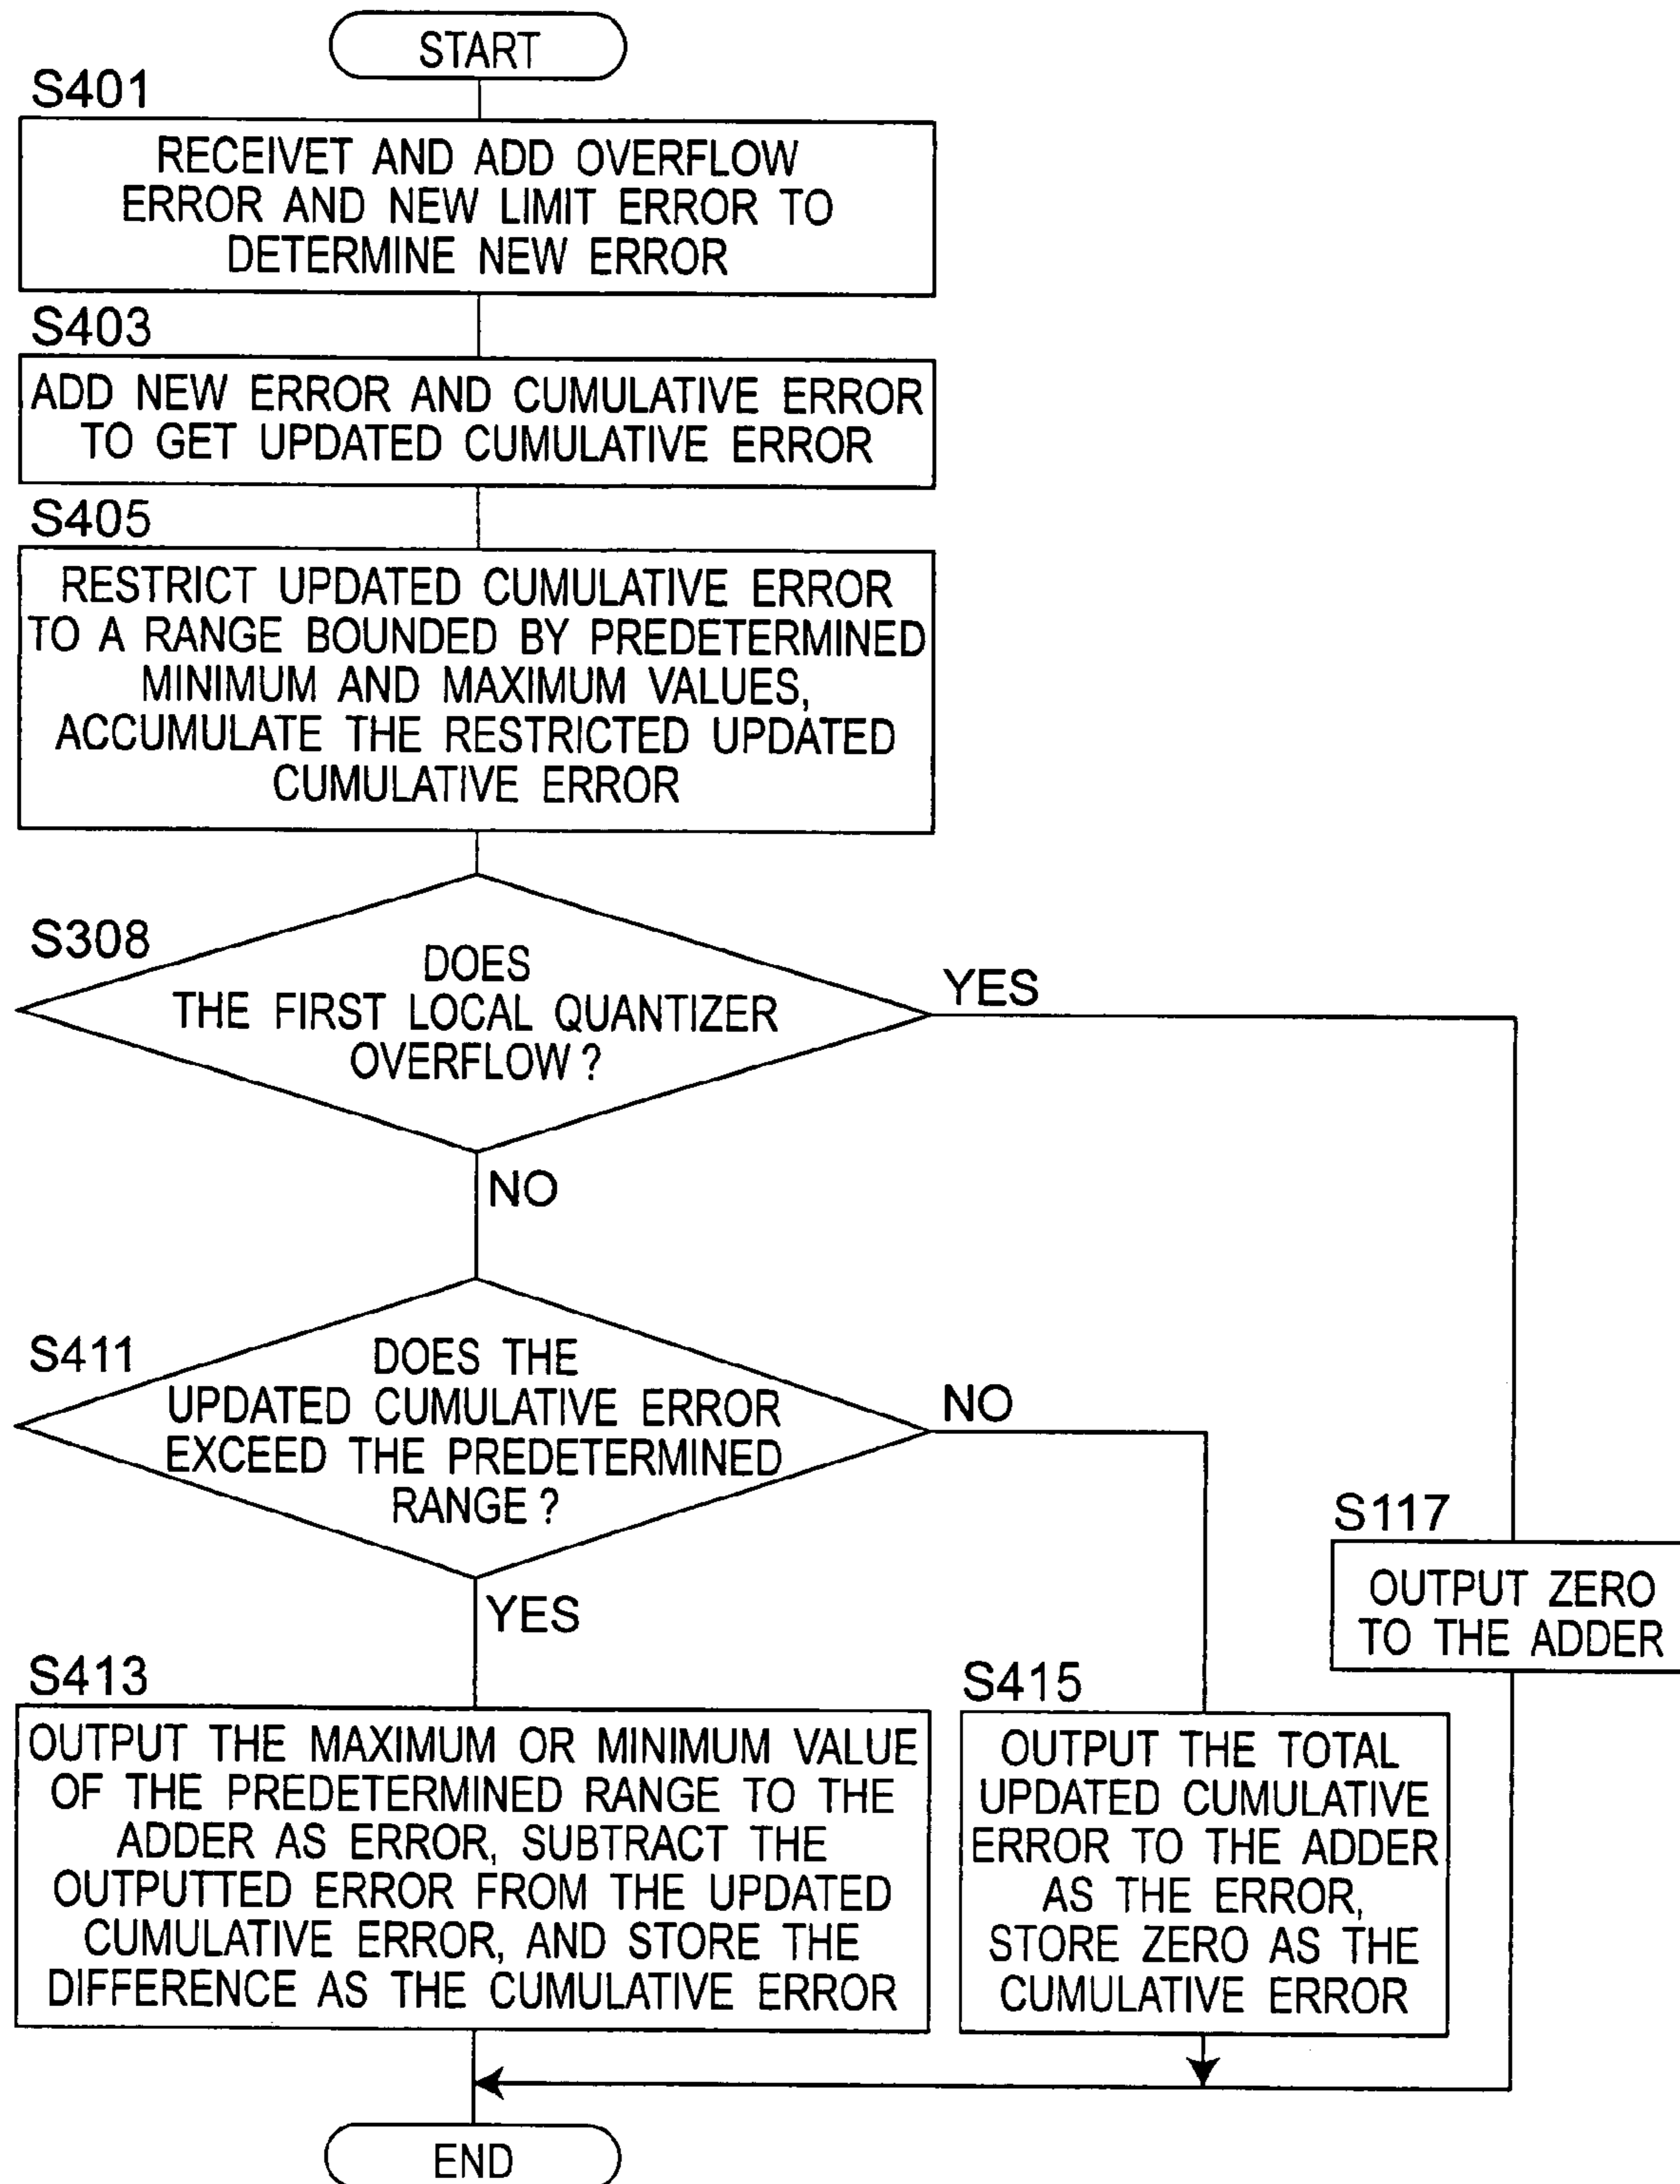 START
S401
RECEIVET AND ADD OVERFLOW
ERROR AND NEW LIMIT ERROR TO
DETERMINE NEW ERROR
S403
ADD NEW ERROR AND CUMULATIVE ERROR
TO GET UPDATED CUMULATIVE ERROR
S405
RESTRICT UPDATED CUMULATIVE ERROR
TO A RANGE BOUNDED BY PREDETERMINED
MINIMUM AND MAXIMUM VALUES,
ACCUMULATE THE RESTRICTED UPDATED
CUMULATIVE ERROR
S308
DOES
THE FIRST LOCAL QUANTIZER
OVERFLOW?
YES
NO
S411
DOES THE
UPDATED CUMULATIVE ERROR
EXCEED THE PREDETERMINED
RANGE?
NO
YES
S117
OUTPUT ZERO
TO THE ADDER
S413
OUTPUT THE MAXIMUM OR MINIMUM VALUE
OF THE PREDETERMINED RANGE TO THE
ADDER AS ERROR, SUBTRACT THE
OUTPUTTED ERROR FROM THE UPDATED
CUMULATIVE ERROR, AND STORE THE
DIFFERENCE AS THE CUMULATIVE ERROR
S415
OUTPUT THE TOTAL
UPDATED CUMULATIVE
ERROR TO THE ADDER
AS THE ERROR,
STORE ZERO AS THE
CUMULATIVE ERROR
END